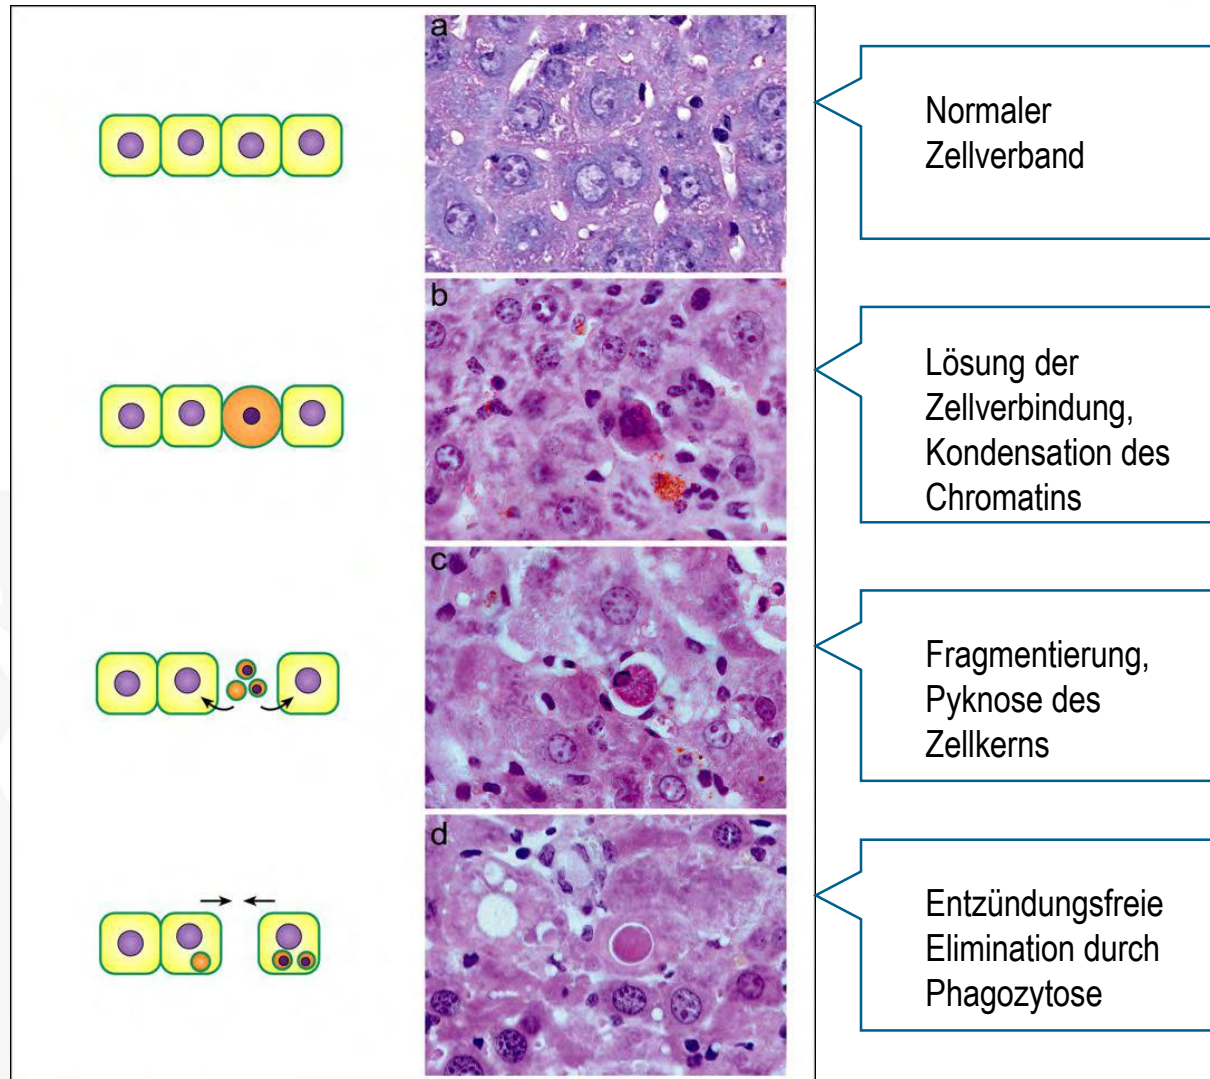 a
Normaler
Zellverband
b
Lösung der
Zellverbindung,
Kondensation des
Chromatins
c
Fragmentierung,
Pyknose des
Zellkerns
d
Entzündungsfreie
Elimination durch
Phagozytose